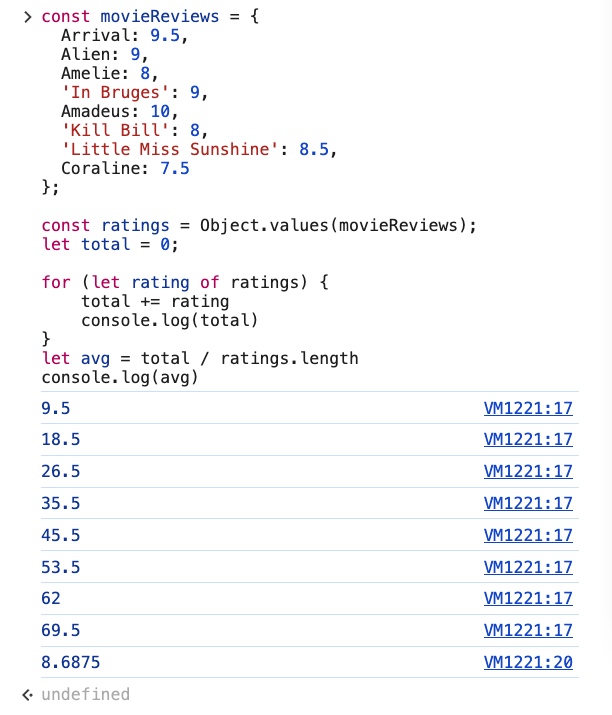 > const movieReviews = {
  Arrival: 9.5,
  Alien: 9,
  Amelie: 8,
  'In Bruges': 9,
  Amadeus: 10,
  'Kill Bill': 8,
  'Little Miss Sunshine': 8.5,
  Coraline: 7.5
};

const ratings = Object.values(movieReviews);
let total = 0;

for (let rating of ratings) {
    total += rating
    console.log(total)
}
let avg = total / ratings.length
console.log(avg)
9.5 VM1221:17
18.5 VM1221:17
26.5 VM1221:17
35.5 VM1221:17
45.5 VM1221:17
53.5 VM1221:17
62 VM1221:17
69.5 VM1221:17
8.6875 VM1221:20
undefined